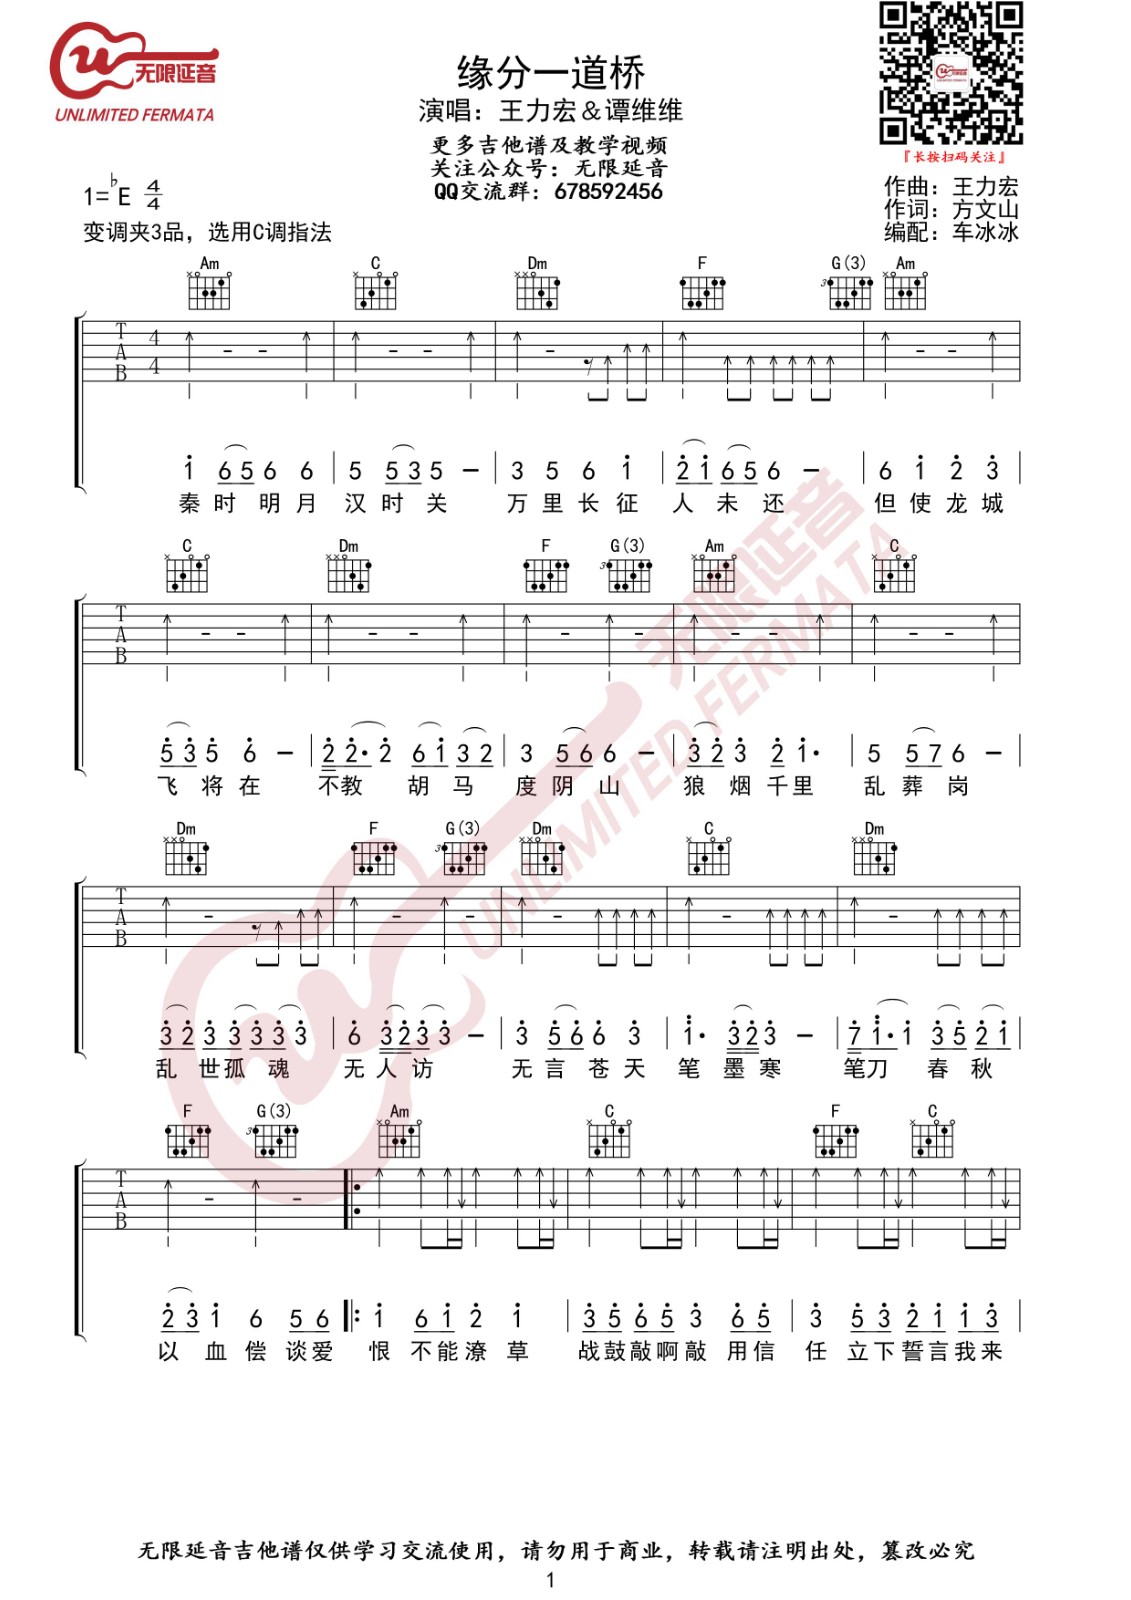 无限延音
UNLIMITED FERMATA
缘分一道桥
演唱：王力宏＆谭维维
更多吉他谱及教学视频
关注公众号：无限延音
QQ交流群：678592456
『长按扫码关注』
1=♭E 4/4
变调夹3品，选用C调指法
作曲：王力宏
作词：方文山
编配：车冰冰
Am C Dm F G(3) Am
T A B 4/4
1 6 5 6 6 | 5 5 3 5 － | 3 5 6 1 | 2 1 6 5 6 － | 6 1 2 3
秦时明月 汉时关 万里长征 人未还 但使龙城
C Dm F G(3) Am C
T A B
5 3 5 6 － | 2 2· 2 6 1 3 2 | 3 5 6 6 － | 3 2 3 2 1· | 5 5 7 6 －
飞将在 不教 胡马 度阴山 狼烟千里 乱葬岗
Dm F G(3) Dm C Dm
T A B
3 2 3 3 3 3 3 | 6 3 2 3 3 － | 3 5 6 6 1 | 1· 3 2 3 － | 7 1· 1 3 5 2 1
乱世孤魂 无人访 无言苍天 笔墨寒 笔刀 春秋
F G(3) Am C F C
T A B
2 3 1 6 5 6 ‖: 1 6 1 2 1 | 3 5 6 5 3 6 5 | 3 5 3 2 1 1 3
以血偿谈爱 恨不能潦草 战鼓敲啊敲用信 任立下誓言我来
无限延音
UNLIMITED FERMATA
无限延音吉他谱仅供学习交流使用，请勿用于商业，转载请注明出处，篡改必究
1